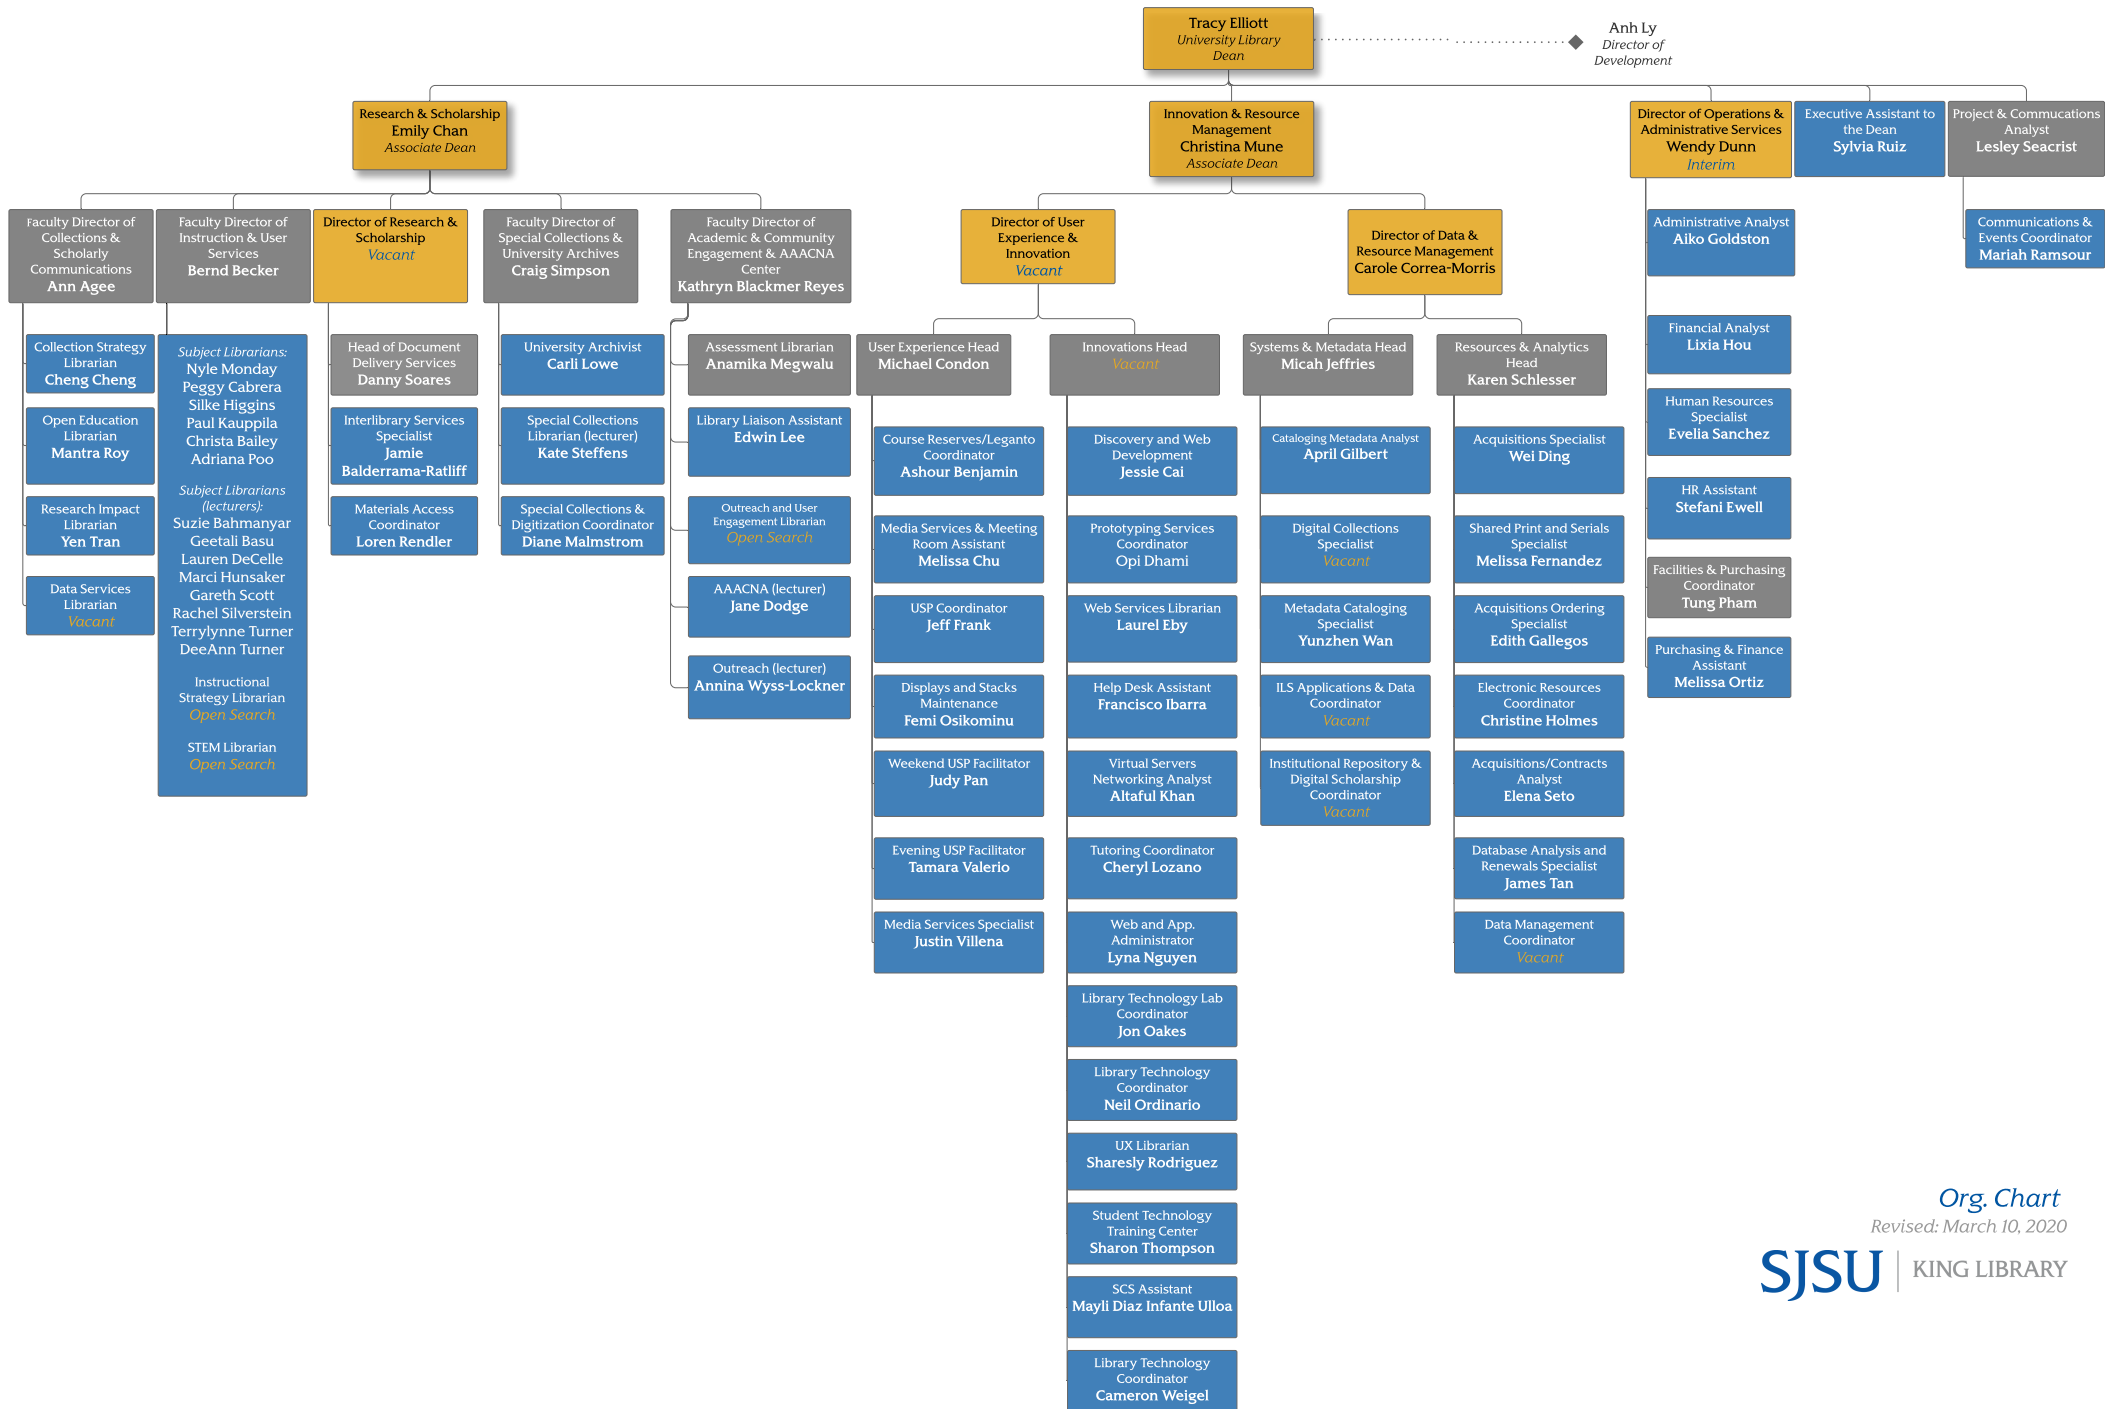 Tracy Elliott
University Library
Dean
Anh Ly
Director of
Development
Research & Scholarship
Emily Chan
Associate Dean
Innovation & Resource
Management
Christina Mune
Associate Dean
Director of Operations &
Administrative Services
Wendy Dunn
Interim
Executive Assistant to
the Dean
Sylvia Ruiz
Project & Commucations
Analyst
Lesley Seacrist
Faculty Director of
Collections &
Scholarly
Communications
Ann Agee
Faculty Director of
Instruction & User
Services
Bernd Becker
Director of Research &
Scholarship
Vacant
Faculty Director of
Special Collections &
University Archives
Craig Simpson
Faculty Director of
Academic & Community
Engagement & AAACNA
Center
Kathryn Blackmer Reyes
Director of User
Experience &
Innovation
Vacant
Director of Data &
Resource Management
Carole Correa-Morris
Administrative Analyst
Aiko Goldston
Communications &
Events Coordinator
Mariah Ramsour
Collection Strategy
Librarian
Cheng Cheng
Open Education
Librarian
Mantra Roy
Research Impact
Librarian
Yen Tran
Data Services
Librarian
Vacant
Subject Librarians:
Nyle Monday
Peggy Cabrera
Silke Higgins
Paul Kauppila
Christa Bailey
Adriana Poo
Subject Librarians
(lecturers):
Suzie Bahmanyar
Geetali Basu
Lauren DeCelle
Marci Hunsaker
Gareth Scott
Rachel Silverstein
Terrylynne Turner
DeeAnn Turner
Instructional
Strategy Librarian
Open Search
STEM Librarian
Open Search
Head of Document
Delivery Services
Danny Soares
Interlibrary Services
Specialist
Jamie
Balderrama-Ratliff
Materials Access
Coordinator
Loren Rendler
University Archivist
Carli Lowe
Special Collections
Librarian (lecturer)
Kate Steffens
Special Collections &
Digitization Coordinator
Diane Malmstrom
Assessment Librarian
Anamika Megwalu
Library Liaison Assistant
Edwin Lee
Outreach and User
Engagement Librarian
Open Search
AAACNA (lecturer)
Jane Dodge
Outreach (lecturer)
Annina Wyss-Lockner
User Experience Head
Michael Condon
Course Reserves/Leganto
Coordinator
Ashour Benjamin
Media Services & Meeting
Room Assistant
Melissa Chu
USP Coordinator
Jeff Frank
Displays and Stacks
Maintenance
Femi Osikominu
Weekend USP Facilitator
Judy Pan
Evening USP Facilitator
Tamara Valerio
Media Services Specialist
Justin Villena
Innovations Head
Vacant
Discovery and Web
Development
Jessie Cai
Prototyping Services
Coordinator
Opi Dhami
Web Services Librarian
Laurel Eby
Help Desk Assistant
Francisco Ibarra
Virtual Servers
Networking Analyst
Altaful Khan
Tutoring Coordinator
Cheryl Lozano
Web and App.
Administrator
Lyna Nguyen
Library Technology Lab
Coordinator
Jon Oakes
Library Technology
Coordinator
Neil Ordinario
UX Librarian
Sharesly Rodriguez
Student Technology
Training Center
Sharon Thompson
SCS Assistant
Mayli Diaz Infante Ulloa
Library Technology
Coordinator
Cameron Weigel
Systems & Metadata Head
Micah Jeffries
Cataloging Metadata Analyst
April Gilbert
Digital Collections
Specialist
Vacant
Metadata Cataloging
Specialist
Yunzhen Wan
ILS Applications & Data
Coordinator
Vacant
Institutional Repository &
Digital Scholarship
Coordinator
Vacant
Resources & Analytics
Head
Karen Schlesser
Acquisitions Specialist
Wei Ding
Shared Print and Serials
Specialist
Melissa Fernandez
Acquisitions Ordering
Specialist
Edith Gallegos
Electronic Resources
Coordinator
Christine Holmes
Acquisitions/Contracts
Analyst
Elena Seto
Database Analysis and
Renewals Specialist
James Tan
Data Management
Coordinator
Vacant
Financial Analyst
Lixia Hou
Human Resources
Specialist
Evelia Sanchez
HR Assistant
Stefani Ewell
Facilities & Purchasing
Coordinator
Tung Pham
Purchasing & Finance
Assistant
Melissa Ortiz
Org. Chart
Revised: March 10, 2020
SJSU KING LIBRARY